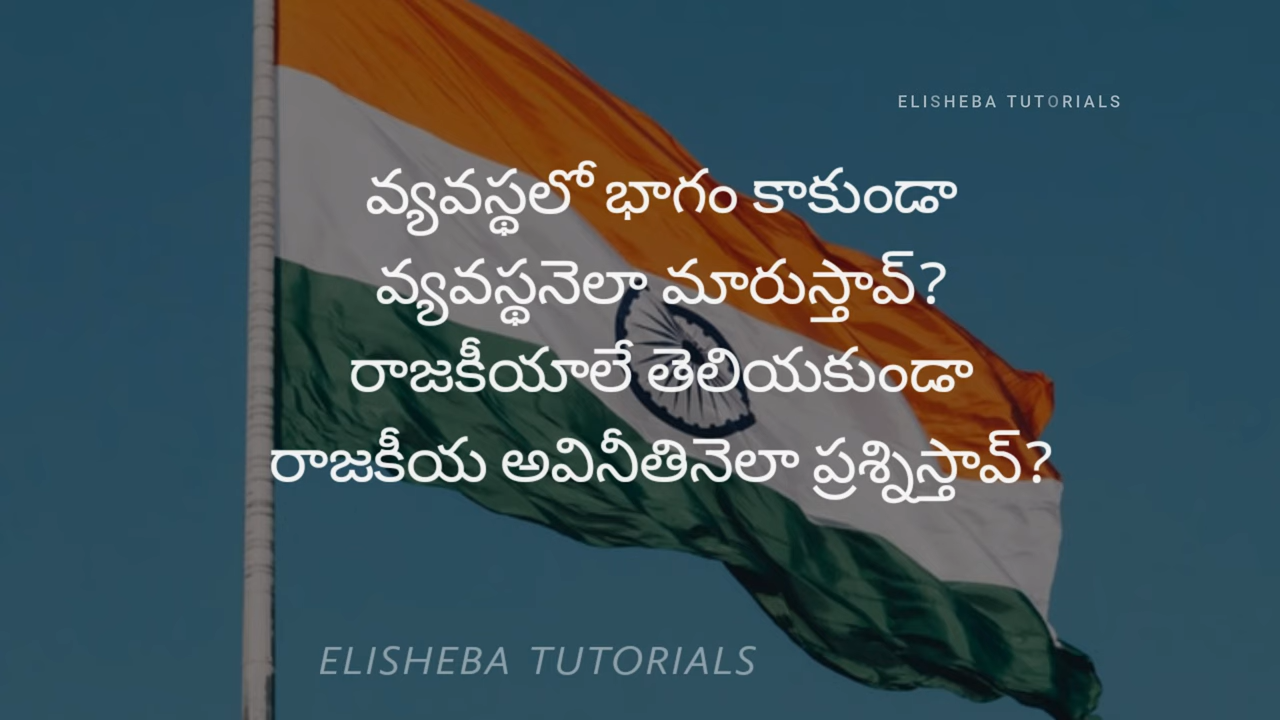 ELISHEBA TUTORIALS
వ్యవస్థలో భాగం కాకుండా
వ్యవస్థనెలా మారుస్తావ్?
రాజకీయాలే తెలియకుండా
రాజకీయ అవినీతినెలా ప్రశ్నిస్తావ్?
ELISHEBA TUTORIALS